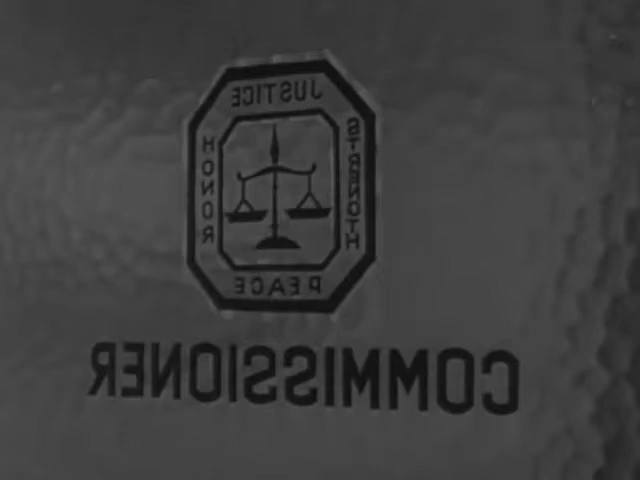 JUSTICE
HONOR
STRENGTH
PEACE
COMMISSIONER